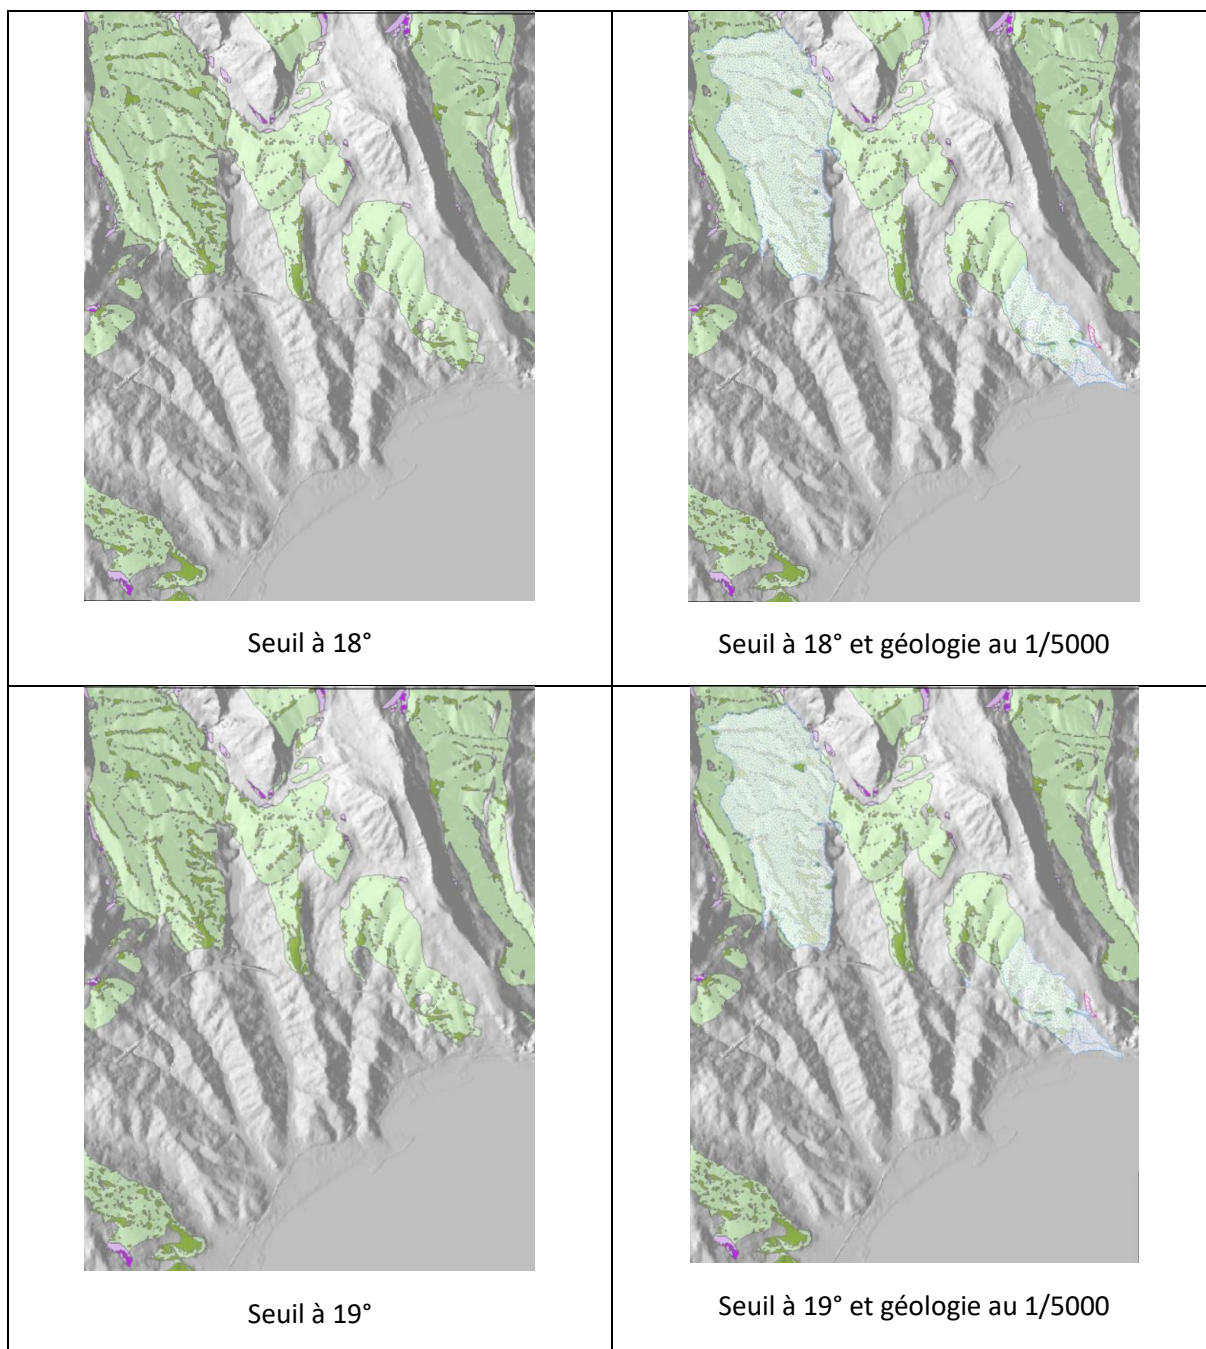 Seuil à 18°
Seuil à 18° et géologie au 1/5000
Seuil à 19°
Seuil à 19° et géologie au 1/5000